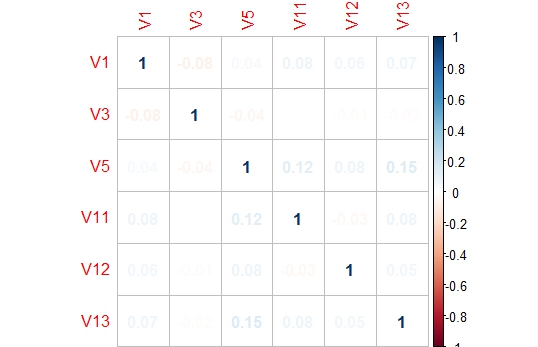 V1 V3 V5 V11 V12 V13
V1 1 -0.08 0.04 0.08 0.06 0.07 1
0.8
V3 -0.08 1 -0.04 0.6
0.4
V5 0.04 -0.04 1 0.12 0.08 0.15 0.2
0
V11 0.08 0.12 1 -0.03 0.08 -0.2
-0.4
V12 0.06 0.08 -0.03 1 0.05 -0.6
V13 0.07 0.15 0.08 0.05 1 -0.8
-1